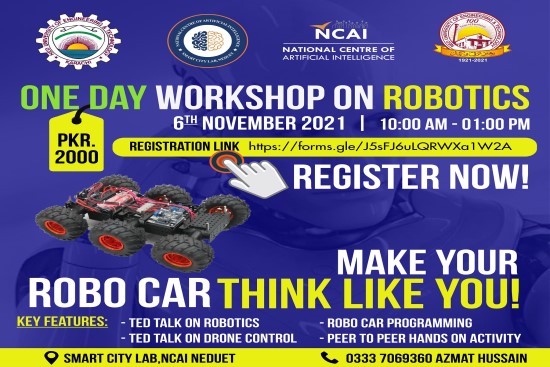 NCAI
NATIONAL CENTRE OF
ARTIFICIAL INTELLIGENCE
KARACHI
1921-2021
ONE DAY WORKSHOP ON ROBOTICS
6TH NOVEMBER 2021 | 10:00 AM - 01:00 PM
PKR.
2000
REGISTRATION LINK https://forms.gle/J5sFJ6uLQRWXa1W2A
REGISTER NOW!
MAKE YOUR
ROBO CAR THINK LIKE YOU!
KEY FEATURES:
- TED TALK ON ROBOTICS
- TED TALK ON DRONE CONTROL
- ROBO CAR PROGRAMMING
- PEER TO PEER HANDS ON ACTIVITY
SMART CITY LAB,NCAI NEDUET
0333 7069360 AZMAT HUSSAIN